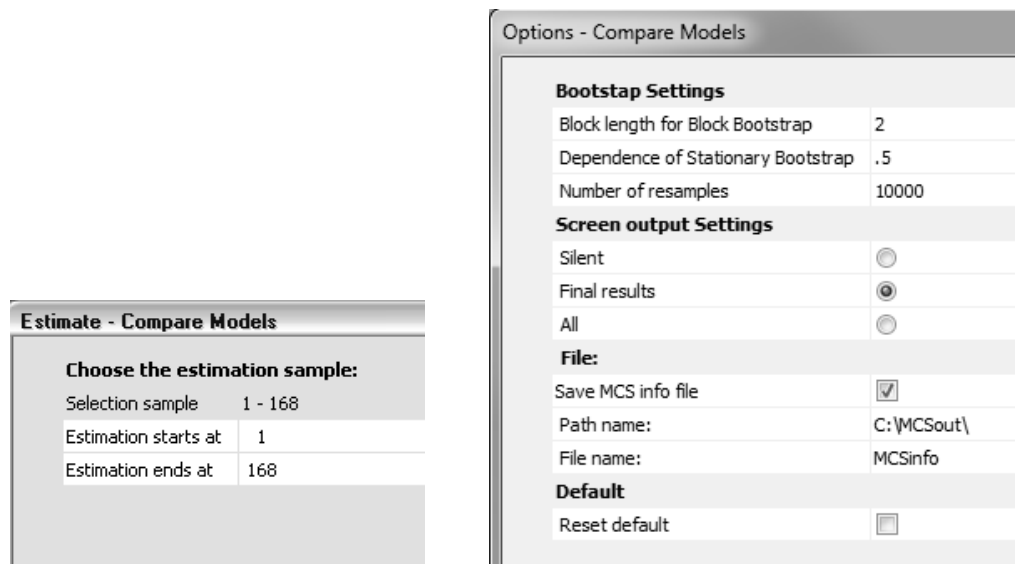 Estimate - Compare Models
Choose the estimation sample:
Selection sample 1 - 168
Estimation starts at 1
Estimation ends at 168
Options - Compare Models
Bootstap Settings
Block length for Block Bootstrap 2
Dependence of Stationary Bootstrap .5
Number of resamples 10000
Screen output Settings
Silent
Final results
All
File:
Save MCS info file
Path name: C:\MCSout\
File name: MCSinfo
Default
Reset default